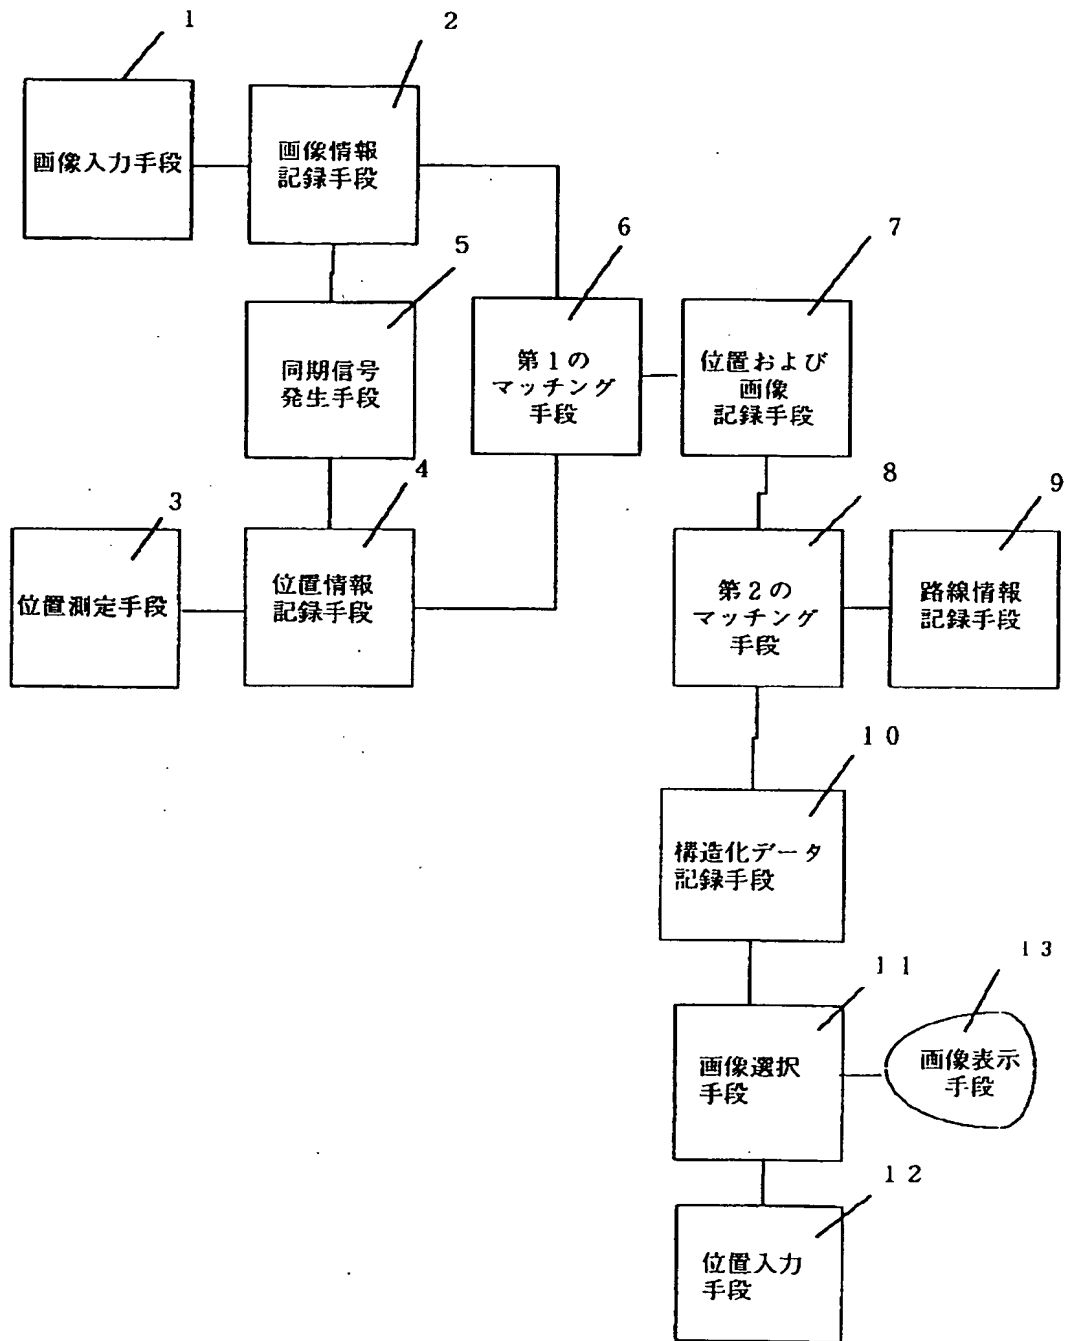 1
2
画像入力手段
画像情報
記録手段
5
6
7
同期信号
発生手段
第1の
マッチング
手段
位置および
画像
記録手段
3
4
8
9
位置測定手段
位置情報
記録手段
第2の
マッチング
手段
路線情報
記録手段
10
構造化データ
記録手段
11
13
画像選択
手段
画像表示
手段
12
位置入力
手段